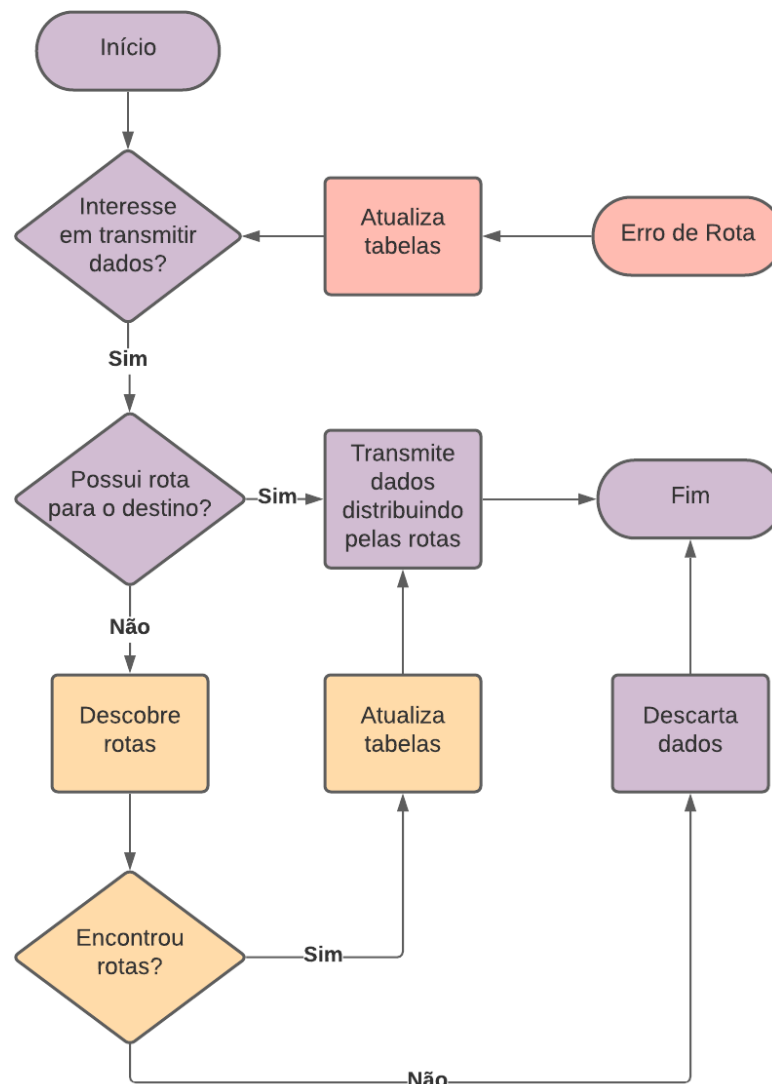 Início
Interesse
em transmitir
dados?
Atualiza
tabelas
Erro de Rota
Sim
Possui rota
para o destino?
Sim
Transmite
dados
distribuindo
pelas rotas
Fim
Não
Descobre
rotas
Atualiza
tabelas
Descarta
dados
Encontrou
rotas?
Sim
Não